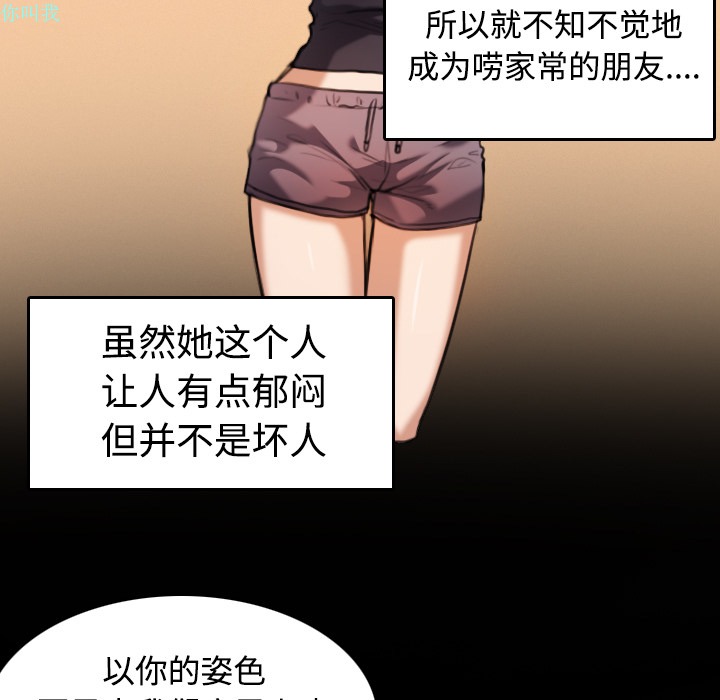 你叫我
所以就不知不觉地
成为唠家常的朋友....
虽然她这个人
让人有点郁闷
但并不是坏人
以你的姿色